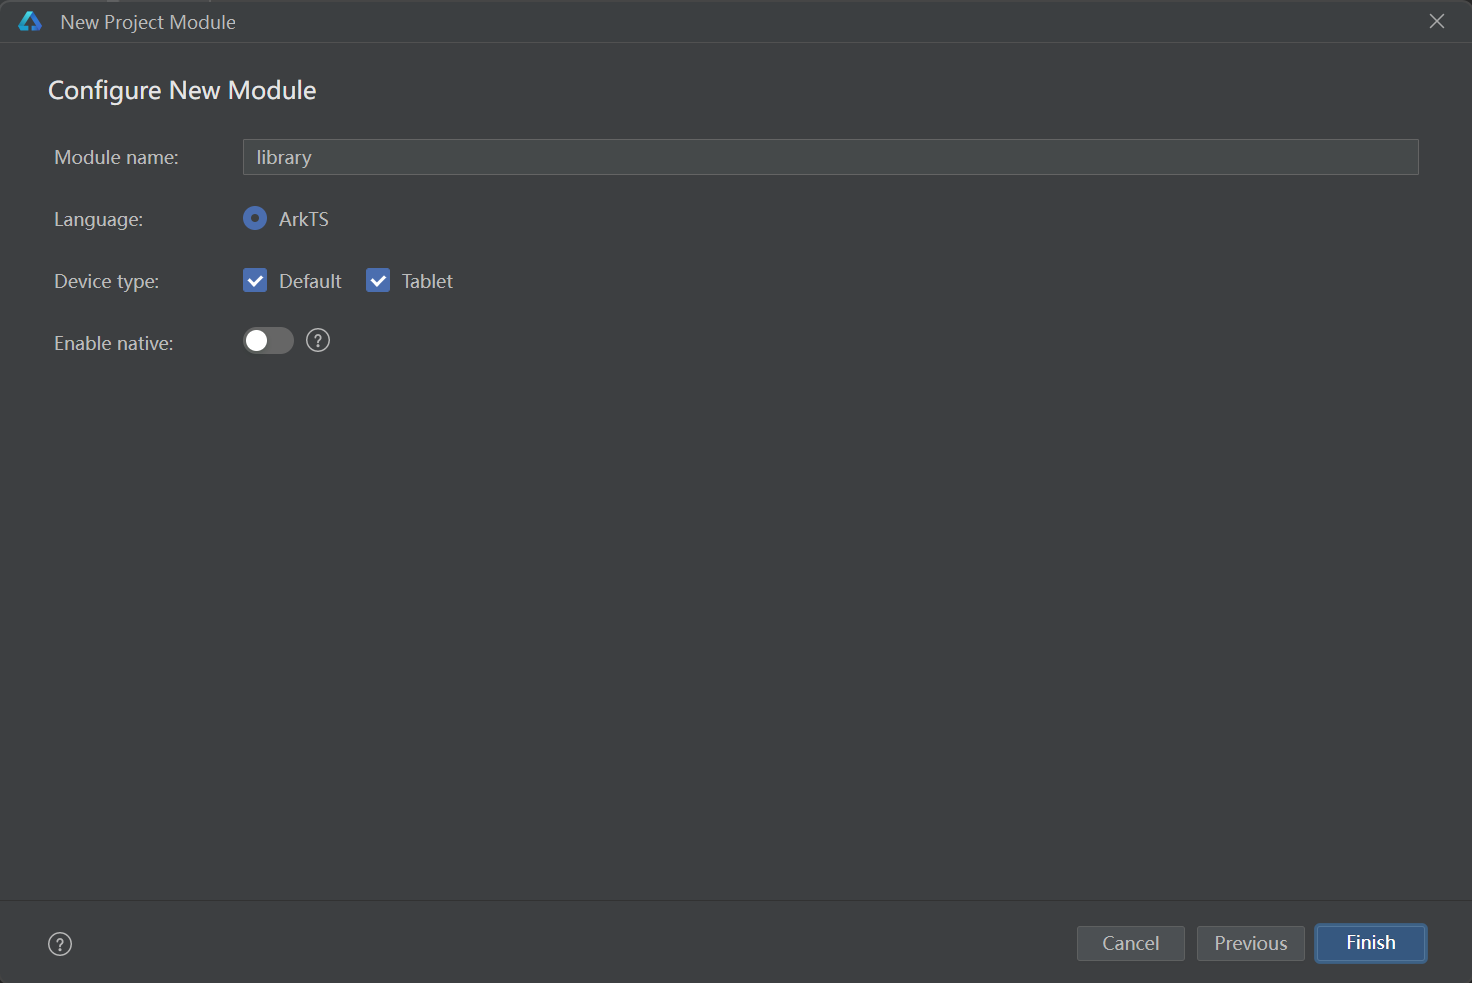 New Project Module
Configure New Module
Module name: library
Language: ArkTS
Device type: Default Tablet
Enable native: ?
? Cancel Previous Finish